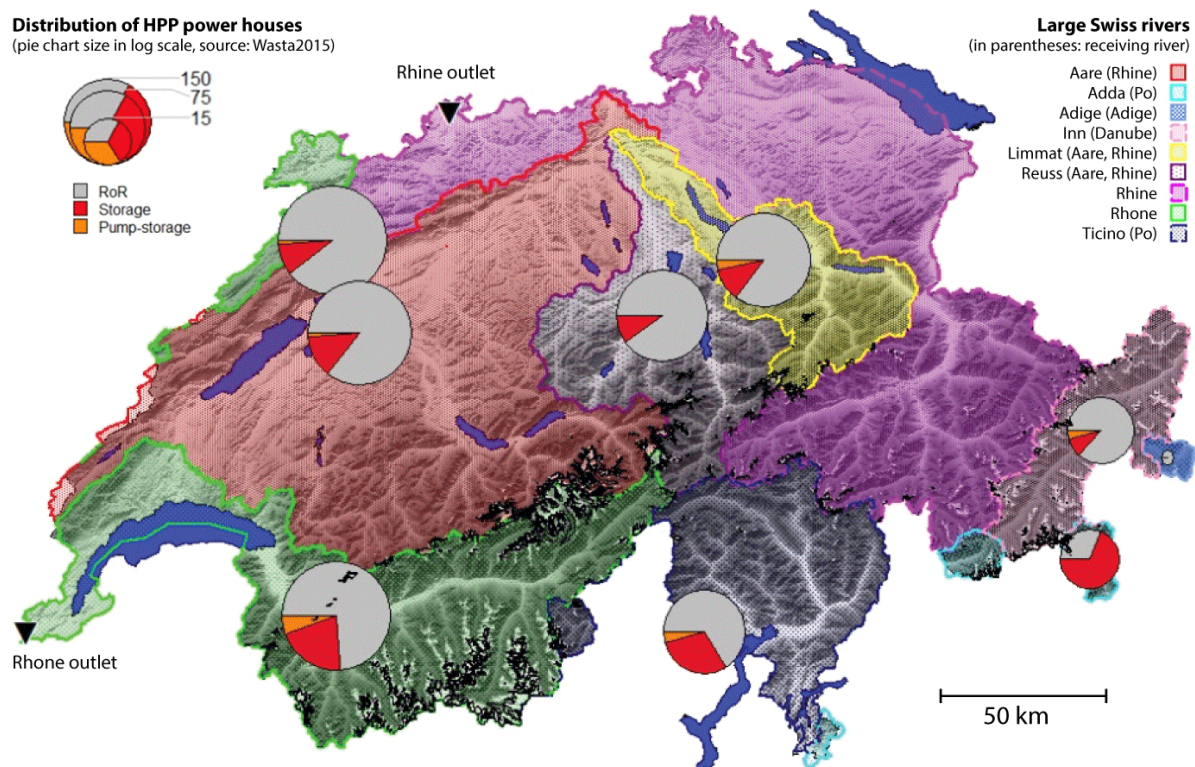 Distribution of HPP power houses
(pie chart size in log scale, source: Wasta2015)
150
75
15
RoR
Storage
Pump-storage
Rhine outlet
Large Swiss rivers
(in parentheses: receiving river)
Aare (Rhine)
Adda (Po)
Adige (Adige)
Inn (Danube)
Limmat (Aare, Rhine)
Reuss (Aare, Rhine)
Rhine
Rhone
Ticino (Po)
Rhone outlet
50 km